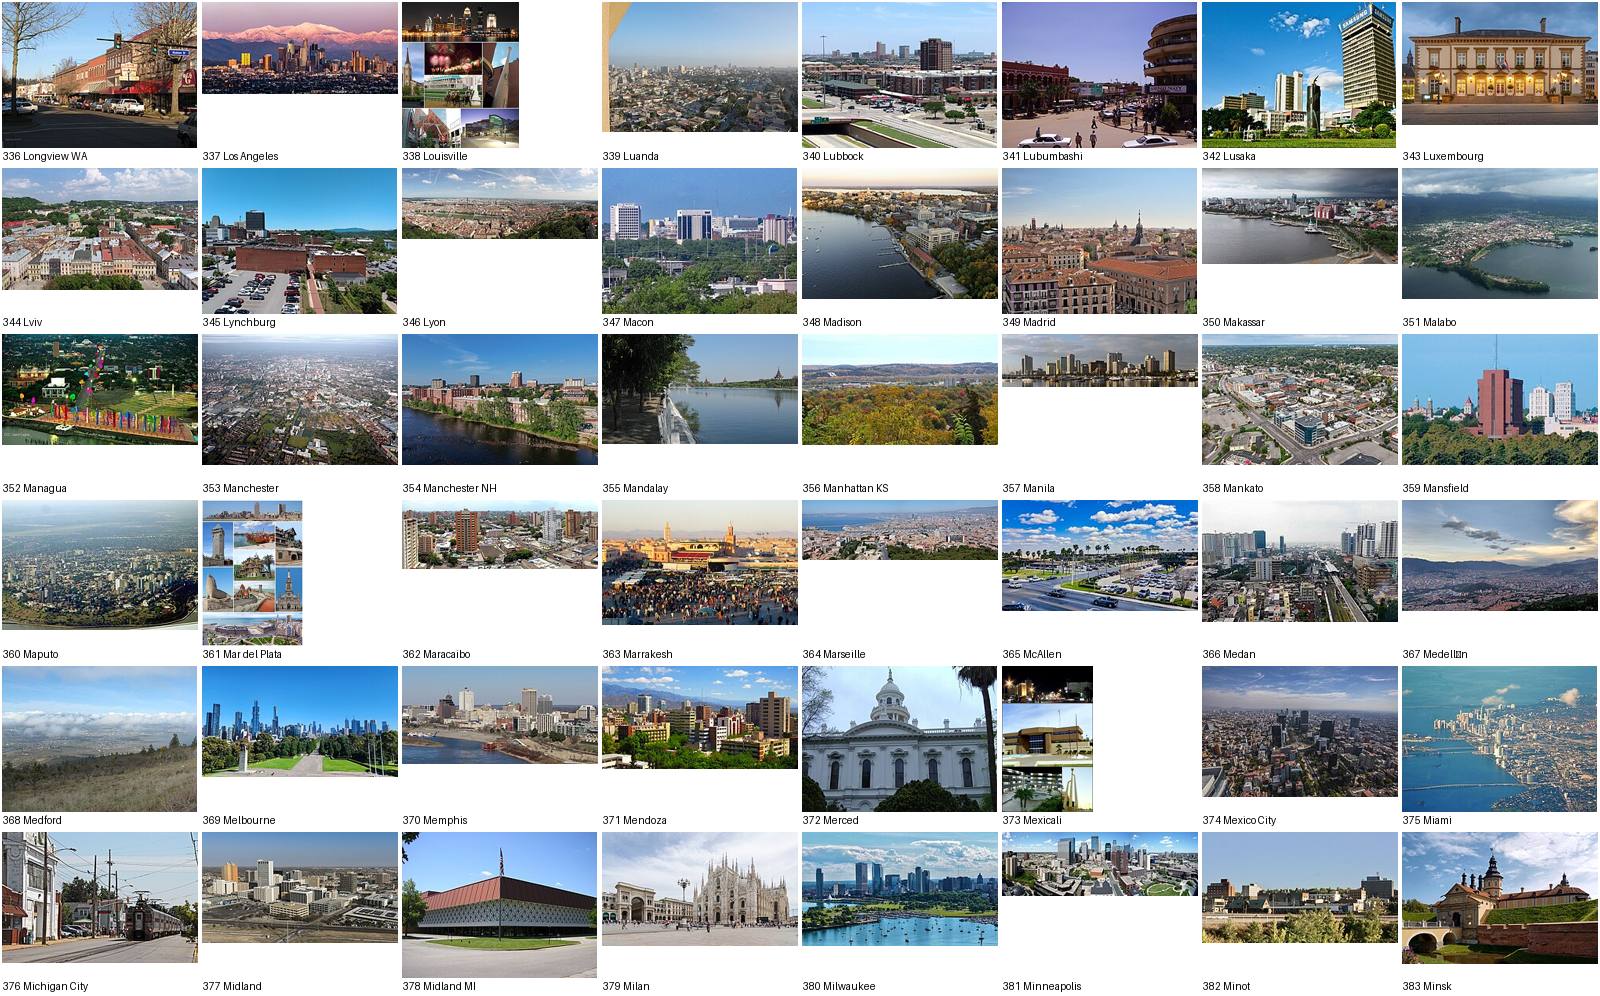 336 Longview WA
337 Los Angeles
338 Louisville
339 Luanda
340 Lubbock
341 Lubumbashi
SAMSUNG
342 Lusaka
343 Luxembourg
344 Lviv
345 Lynchburg
346 Lyon
347 Macon
348 Madison
349 Madrid
350 Makassar
351 Malabo
352 Managua
353 Manchester
354 Manchester NH
355 Mandalay
356 Manhattan KS
357 Manila
358 Mankato
359 Mansfield
360 Maputo
361 Mar del Plata
362 Maracaibo
363 Marrakesh
364 Marseille
365 McAllen
366 Medan
367 Medell

n
368 Medford
369 Melbourne
370 Memphis
371 Mendoza
372 Merced
373 Mexicali
374 Mexico City
375 Miami
376 Michigan City
377 Midland
378 Midland MI
379 Milan
380 Milwaukee
381 Minneapolis
382 Minot
383 Minsk